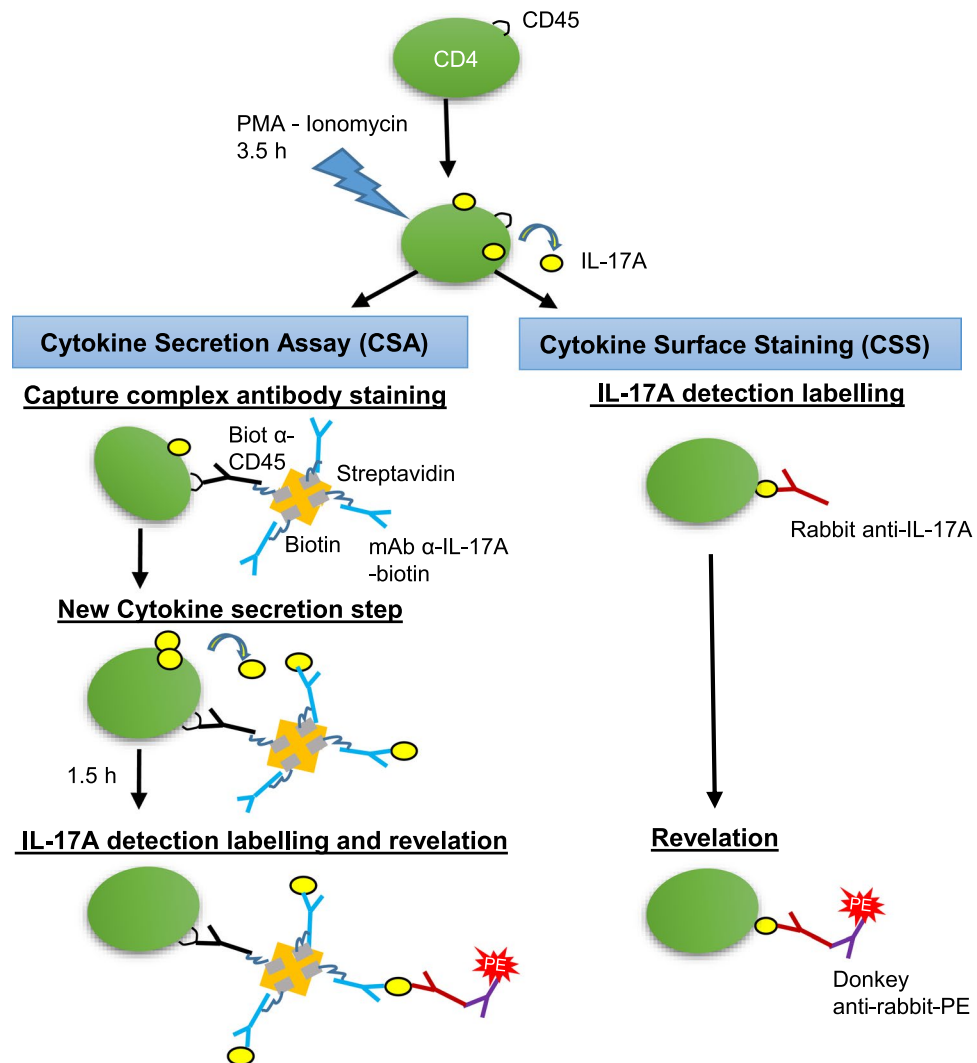 CD45
CD4
PMA - Ionomycin
3.5 h
IL-17A
Cytokine Secretion Assay (CSA)
Cytokine Surface Staining (CSS)
Capture complex antibody staining
IL-17A detection labelling
Biot α-
CD45
Streptavidin
Biotin
mAb α-IL-17A
-biotin
Rabbit anti-IL-17A
New Cytokine secretion step
1.5 h
IL-17A detection labelling and revelation
Revelation
PE
PE
Donkey
anti-rabbit-PE